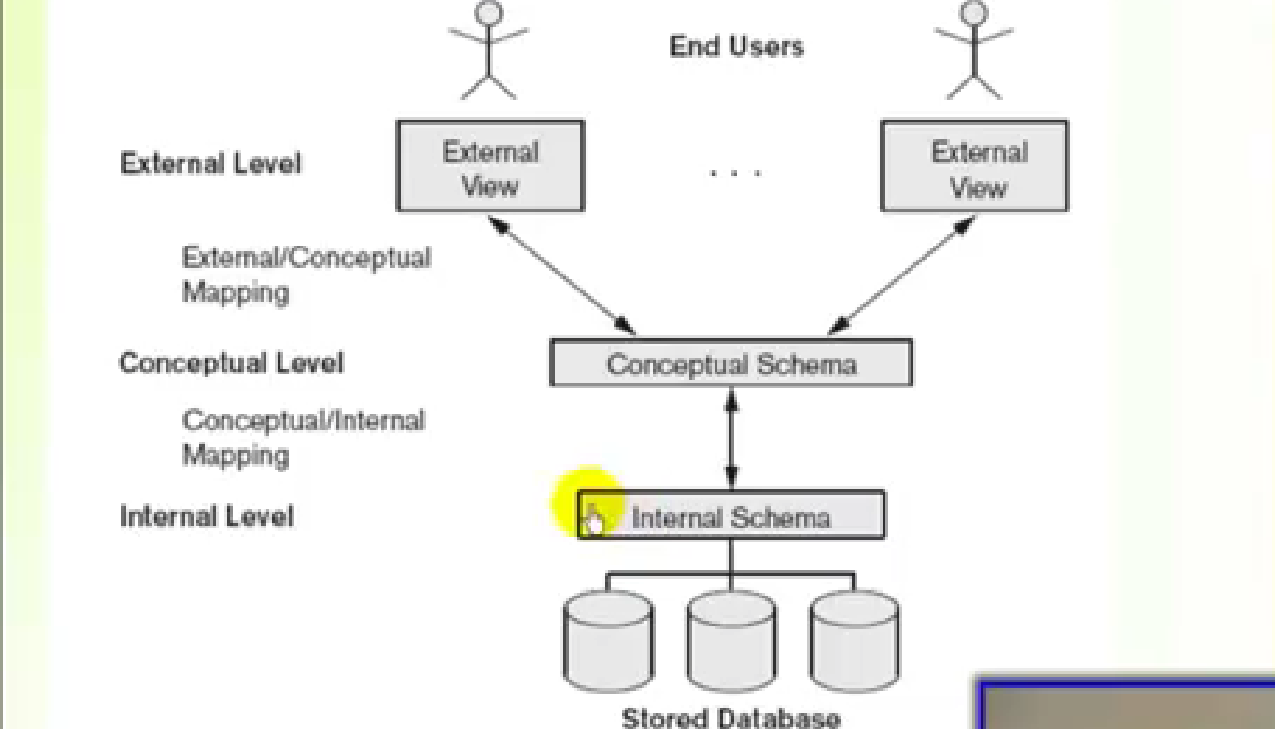 End Users
External Level
External
View
. . .
External
View
External/Conceptual
Mapping
Conceptual Level
Conceptual Schema
Conceptual/Internal
Mapping
Internal Level
Internal Schema
Stored Database